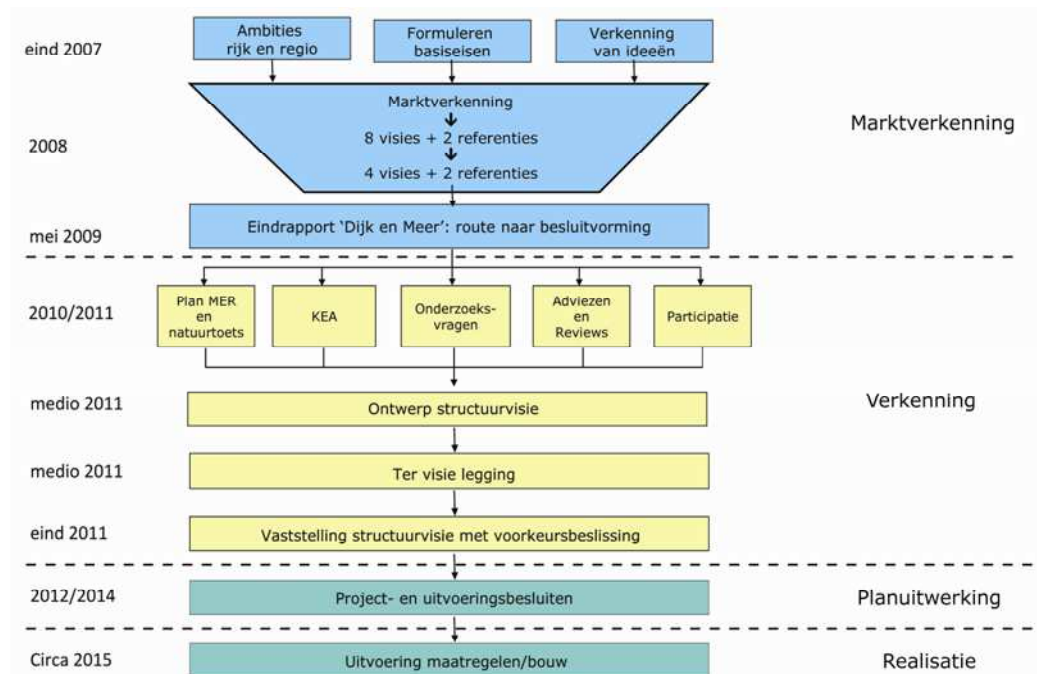 eind 2007
Ambities
rijk en regio
Formuleren
basiseisen
Verkenning
van ideeën
Marktverkenning
8 visies + 2 referenties
4 visies + 2 referenties
2008
Marktverkenning
mei 2009
Eindrapport ‘Dijk en Meer’: route naar besluitvorming
2010/2011
Plan MER
en
natuurtoets
KEA
Onderzoeks-
vragen
Adviezen
en
Reviews
Participatie
medio 2011
Ontwerp structuurvisie
Verkenning
medio 2011
Ter visie legging
eind 2011
Vaststelling structuurvisie met voorkeursbeslissing
2012/2014
Project- en uitvoeringsbesluiten
Planuitwerking
Circa 2015
Uitvoering maatregelen/bouw
Realisatie